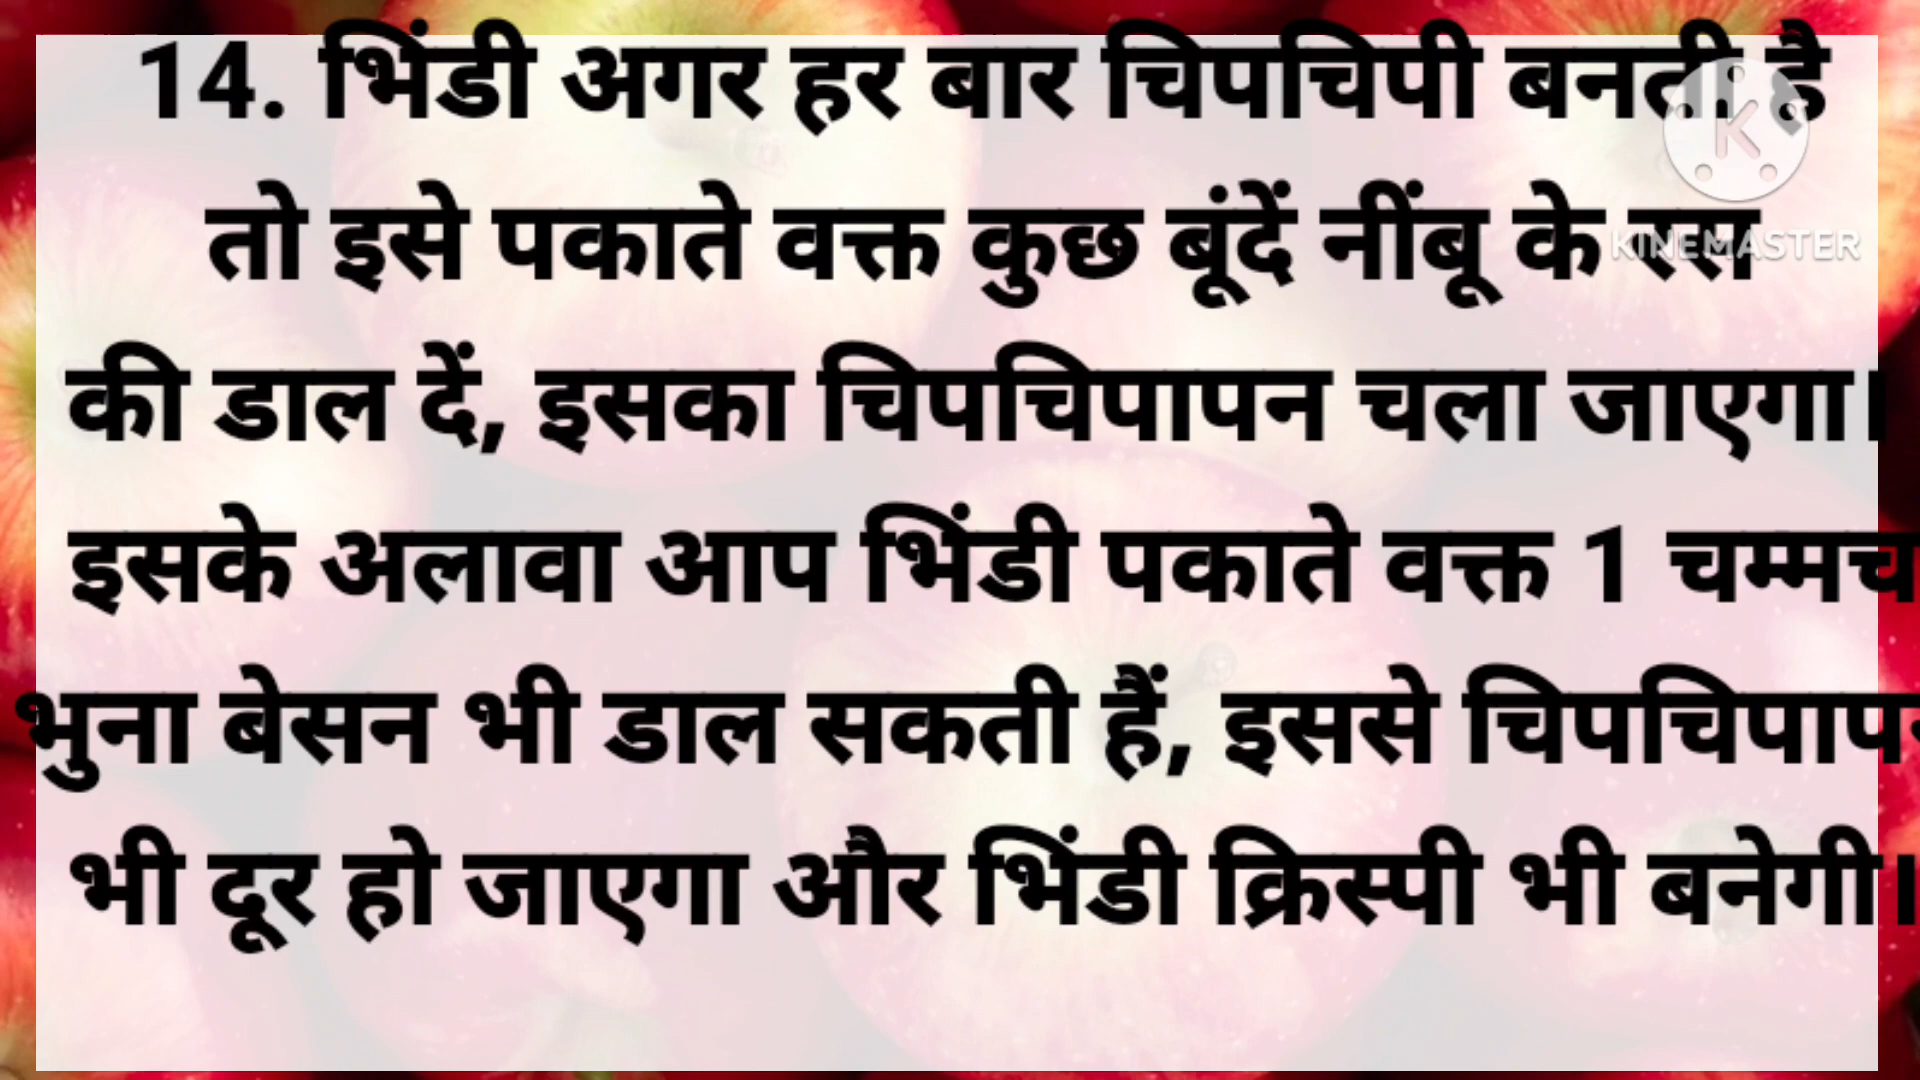 14. भिंडी अगर हर बार चिपचिपी बनती है
तो इसे पकाते वक्त कुछ बूंदें नींबू के रस
की डाल दें, इसका चिपचिपापन चला जाएगा।
इसके अलावा आप भिंडी पकाते वक्त 1 चम्मच
भुना बेसन भी डाल सकती हैं, इससे चिपचिपापन
भी दूर हो जाएगा और भिंडी क्रिस्पी भी बनेगी।
K
KINEMASTER